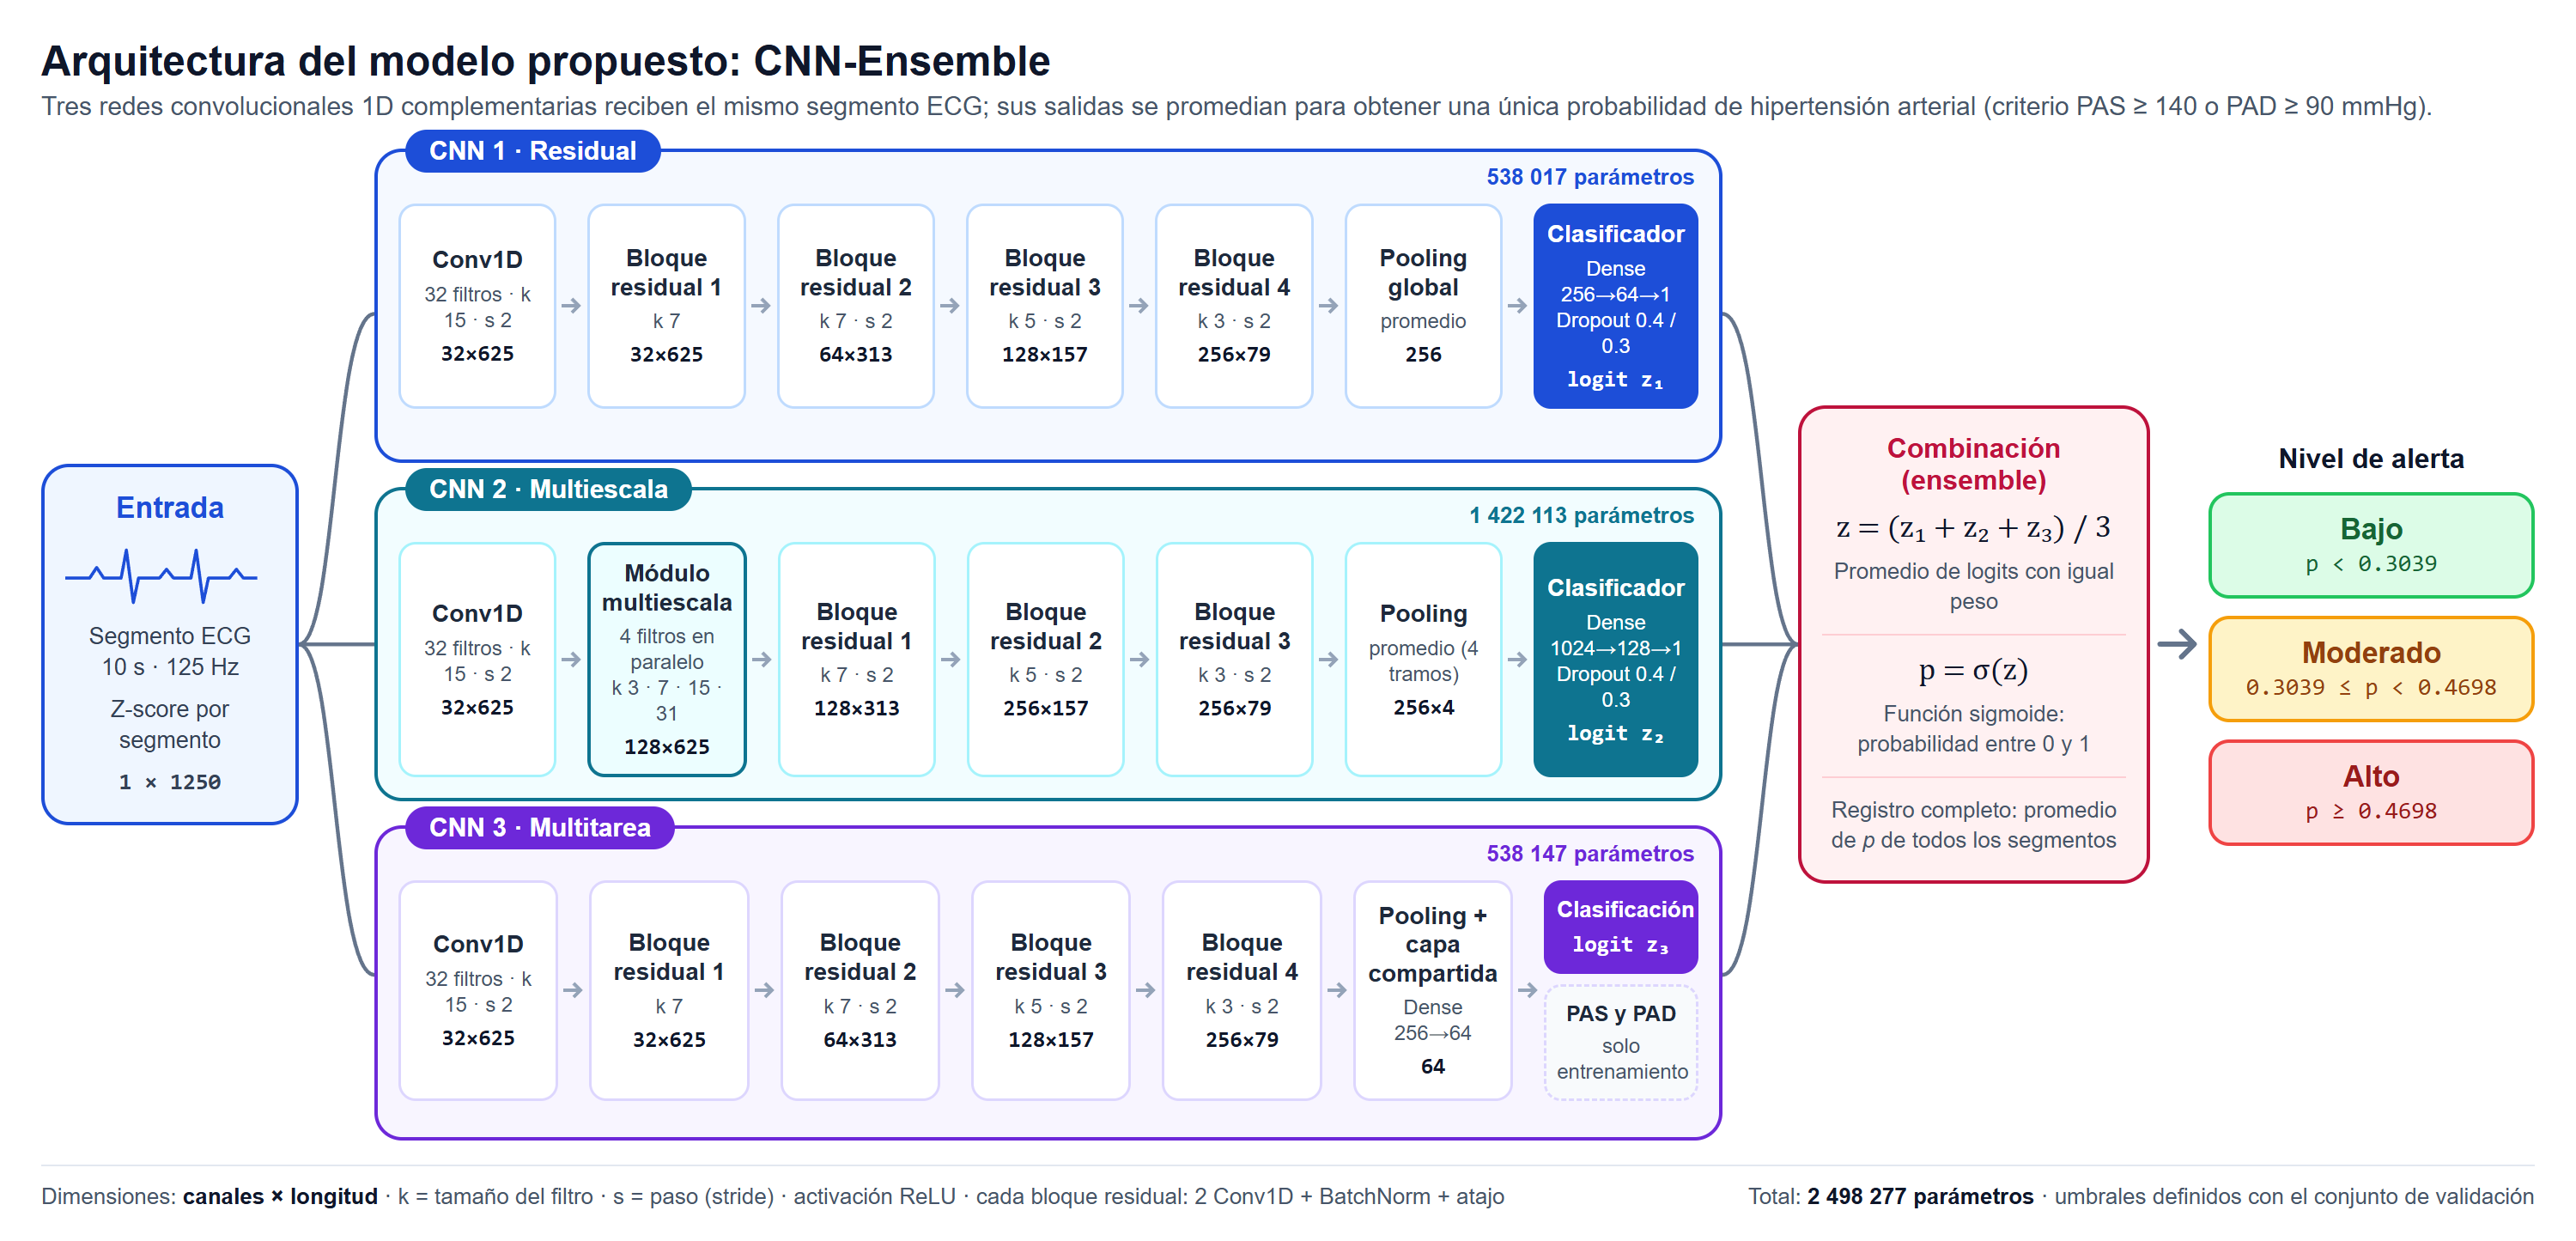 Arquitectura del modelo propuesto: CNN-Ensemble
Tres redes convolucionales 1D complementarias reciben el mismo segmento ECG; sus salidas se promedian para obtener una única probabilidad de hipertensión arterial (criterio PAS ≥ 140 o PAD ≥ 90 mmHg).
Entrada
Segmento ECG
10 s · 125 Hz
Z-score por
segmento
1 × 1250
CNN 1 · Residual
538 017 parámetros
Conv1D
32 filtros · k
15 · s 2
32×625
Bloque
residual 1
k 7
32×625
Bloque
residual 2
k 7 · s 2
64×313
Bloque
residual 3
k 5 · s 2
128×157
Bloque
residual 4
k 3 · s 2
256×79
Pooling
global
promedio
256
Clasificador
Dense
256→64→1
Dropout 0.4 /
0.3
logit z₁
CNN 2 · Multiescala
1 422 113 parámetros
Conv1D
32 filtros · k
15 · s 2
32×625
Módulo
multiescala
4 filtros en
paralelo
k 3 · 7 · 15 ·
31
128×625
Bloque
residual 1
k 7 · s 2
128×313
Bloque
residual 2
k 5 · s 2
256×157
Bloque
residual 3
k 3 · s 2
256×79
Pooling
promedio (4
tramos)
256×4
Clasificador
Dense
1024→128→1
Dropout 0.4 /
0.3
logit z₂
CNN 3 · Multitarea
538 147 parámetros
Conv1D
32 filtros · k
15 · s 2
32×625
Bloque
residual 1
k 7
32×625
Bloque
residual 2
k 7 · s 2
64×313
Bloque
residual 3
k 5 · s 2
128×157
Bloque
residual 4
k 3 · s 2
256×79
Pooling +
capa
compartida
Dense
256→64
64
Clasificación
logit z₃
PAS y PAD
solo
entrenamiento
Combinación
(ensemble)
z = (z₁ + z₂ + z₃) / 3
Promedio de logits con igual
peso
p = σ(z)
Función sigmoide:
probabilidad entre 0 y 1
Registro completo: promedio
de p de todos los segmentos
Nivel de alerta
Bajo
p < 0.3039
Moderado
0.3039 ≤ p < 0.4698
Alto
p ≥ 0.4698
Dimensiones: canales × longitud · k = tamaño del filtro · s = paso (stride) · activación ReLU · cada bloque residual: 2 Conv1D + BatchNorm + atajo
Total: 2 498 277 parámetros · umbrales definidos con el conjunto de validación